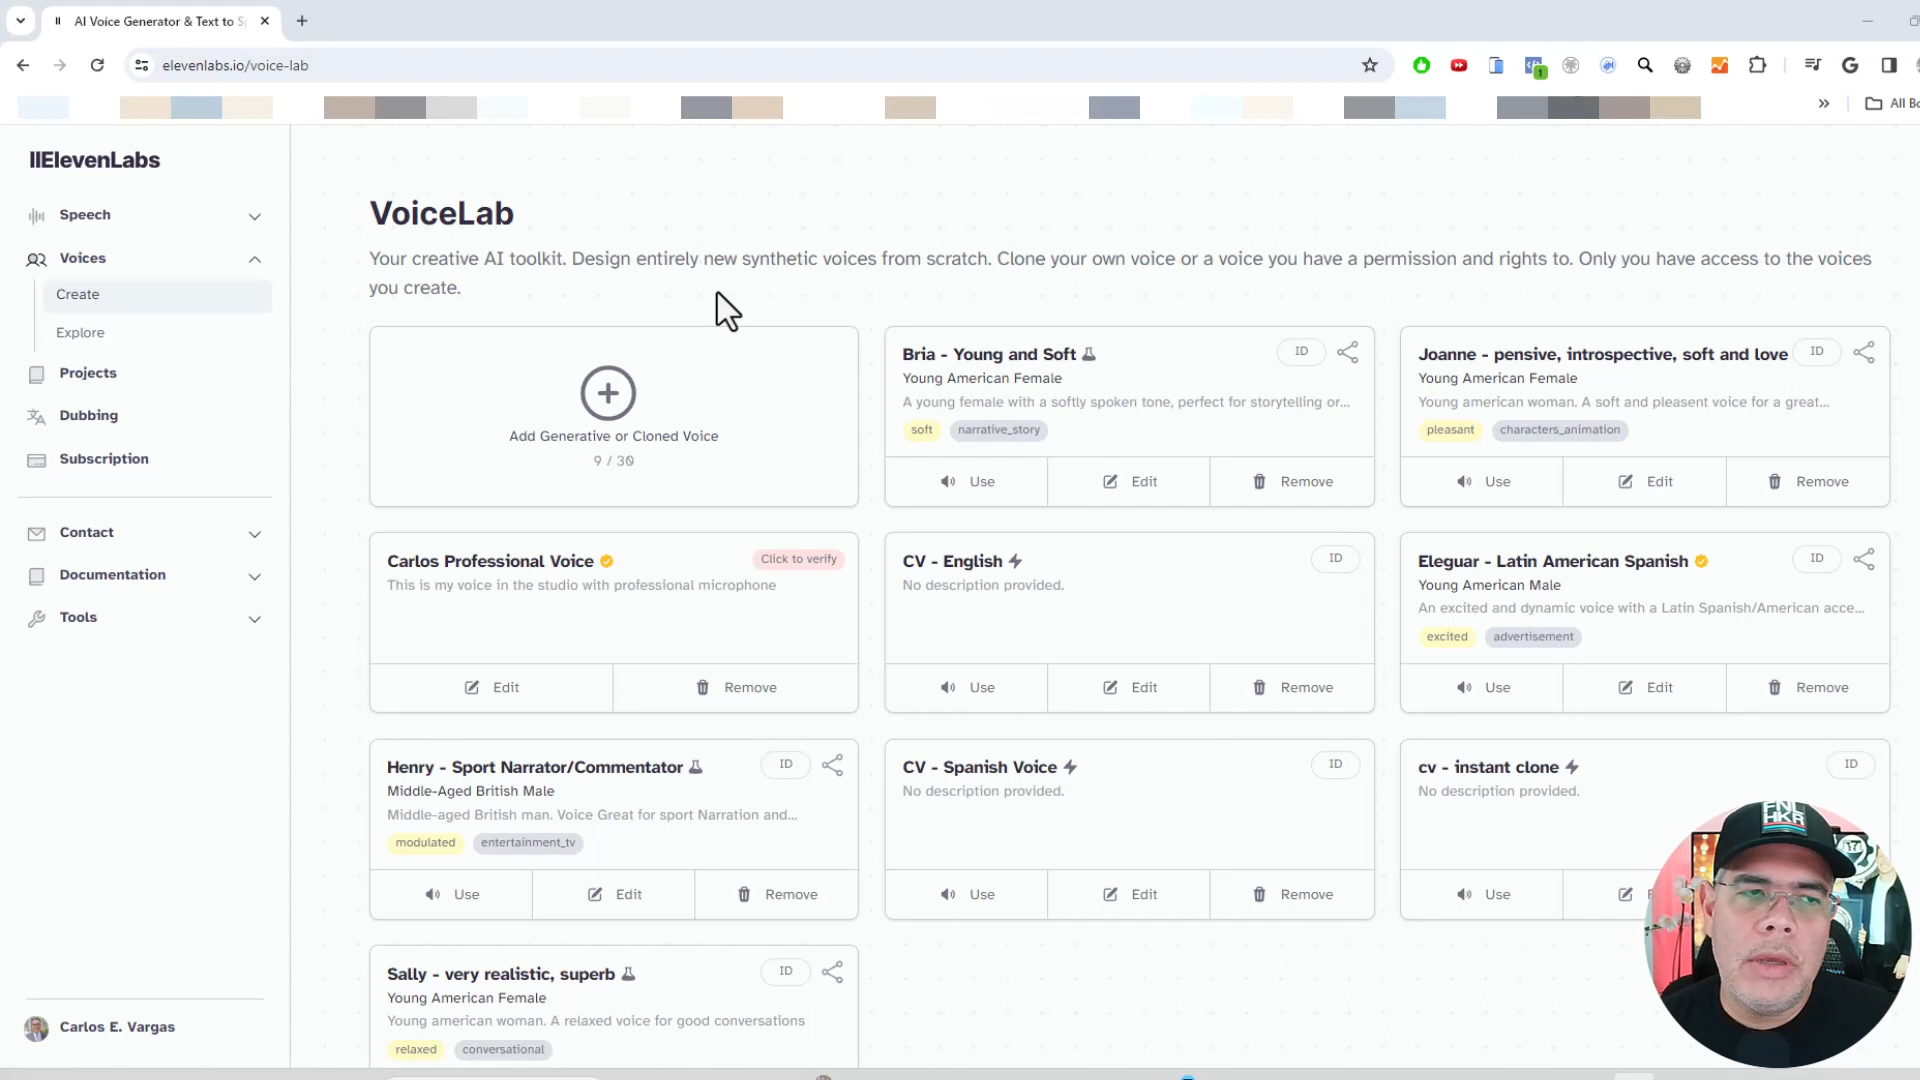 AI Voice Generator & Text to S
elevenlabs.io/voice-lab
1
All Bo
IIElevenLabs
Speech
Voices
Create
Explore
Projects
Dubbing
Subscription
Contact
Documentation
Tools
Carlos E. Vargas
VoiceLab
Your creative AI toolkit. Design entirely new synthetic voices from scratch. Clone your own voice or a voice you have a permission and rights to. Only you have access to the voices
you create.
Add Generative or Cloned Voice
9 / 30
Bria - Young and Soft
ID
Young American Female
A young female with a softly spoken tone, perfect for storytelling or...
soft narrative_story
Use Edit Remove
Joanne - pensive, introspective, soft and love
ID
Young American Female
Young american woman. A soft and pleasent voice for a great...
pleasant characters_animation
Use Edit Remove
Carlos Professional Voice
Click to verify
This is my voice in the studio with professional microphone
Edit Remove
CV - English
ID
No description provided.
Use Edit Remove
Eleguar - Latin American Spanish
ID
Young American Male
An excited and dynamic voice with a Latin Spanish/American acce...
excited advertisement
Use Edit Remove
Henry - Sport Narrator/Commentator
ID
Middle-Aged British Male
Middle-aged British man. Voice Great for sport Narration and...
modulated entertainment_tv
Use Edit Remove
CV - Spanish Voice
ID
No description provided.
Use Edit Remove
cv - instant clone
ID
No description provided.
Use
FNL
HKR
Sally - very realistic, superb
ID
Young American Female
Young american woman. A relaxed voice for good conversations
relaxed conversational